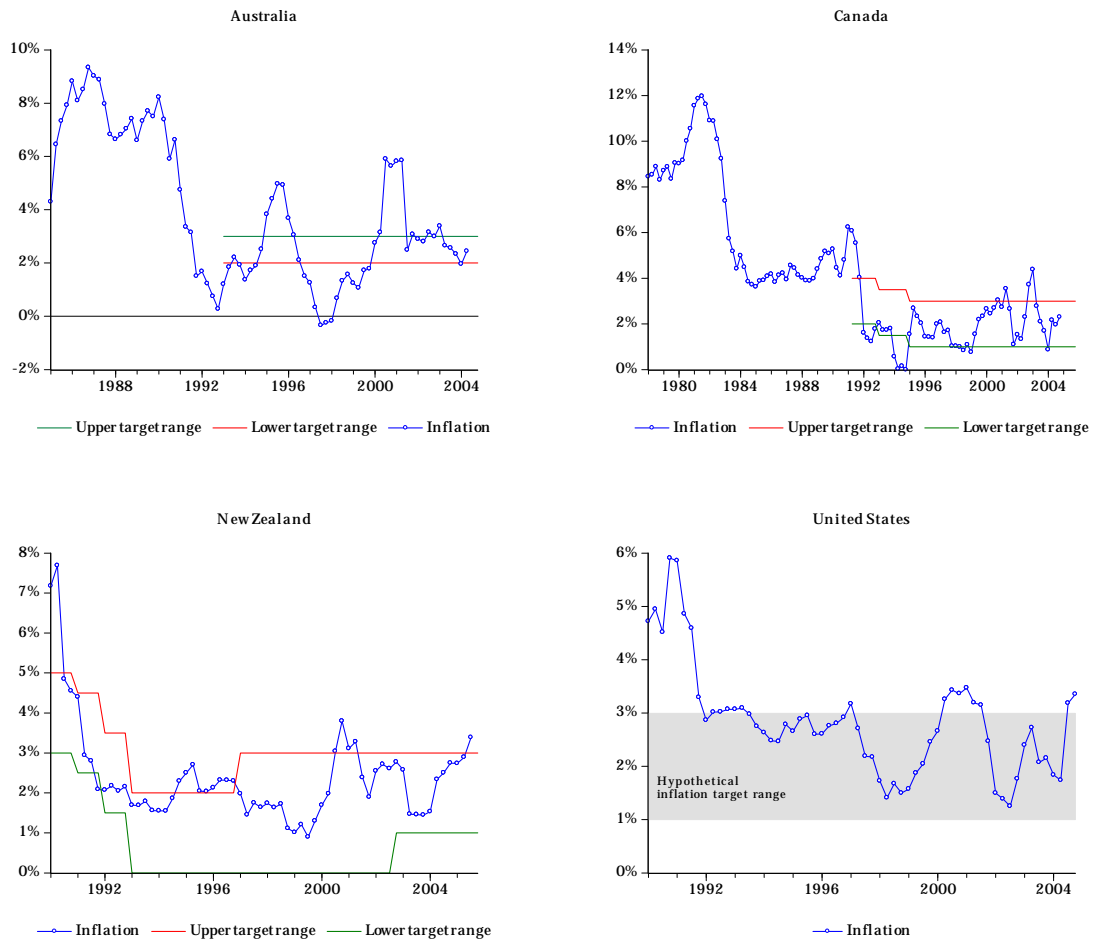 Australia
10%
8%
6%
4%
2%
0%
-2%
1988 1992 1996 2000 2004
Upper target range Lower target range Inflation
Canada
14%
12%
10%
8%
6%
4%
2%
0%
1980 1984 1988 1992 1996 2000 2004
Inflation Upper target range Lower target range
New Zealand
8%
7%
6%
5%
4%
3%
2%
1%
0%
1992 1996 2000 2004
Inflation Upper target range Lower target range
United States
6%
5%
4%
3%
2%
1%
0%
Hypothetical
inflation target range
1992 1996 2000 2004
Inflation